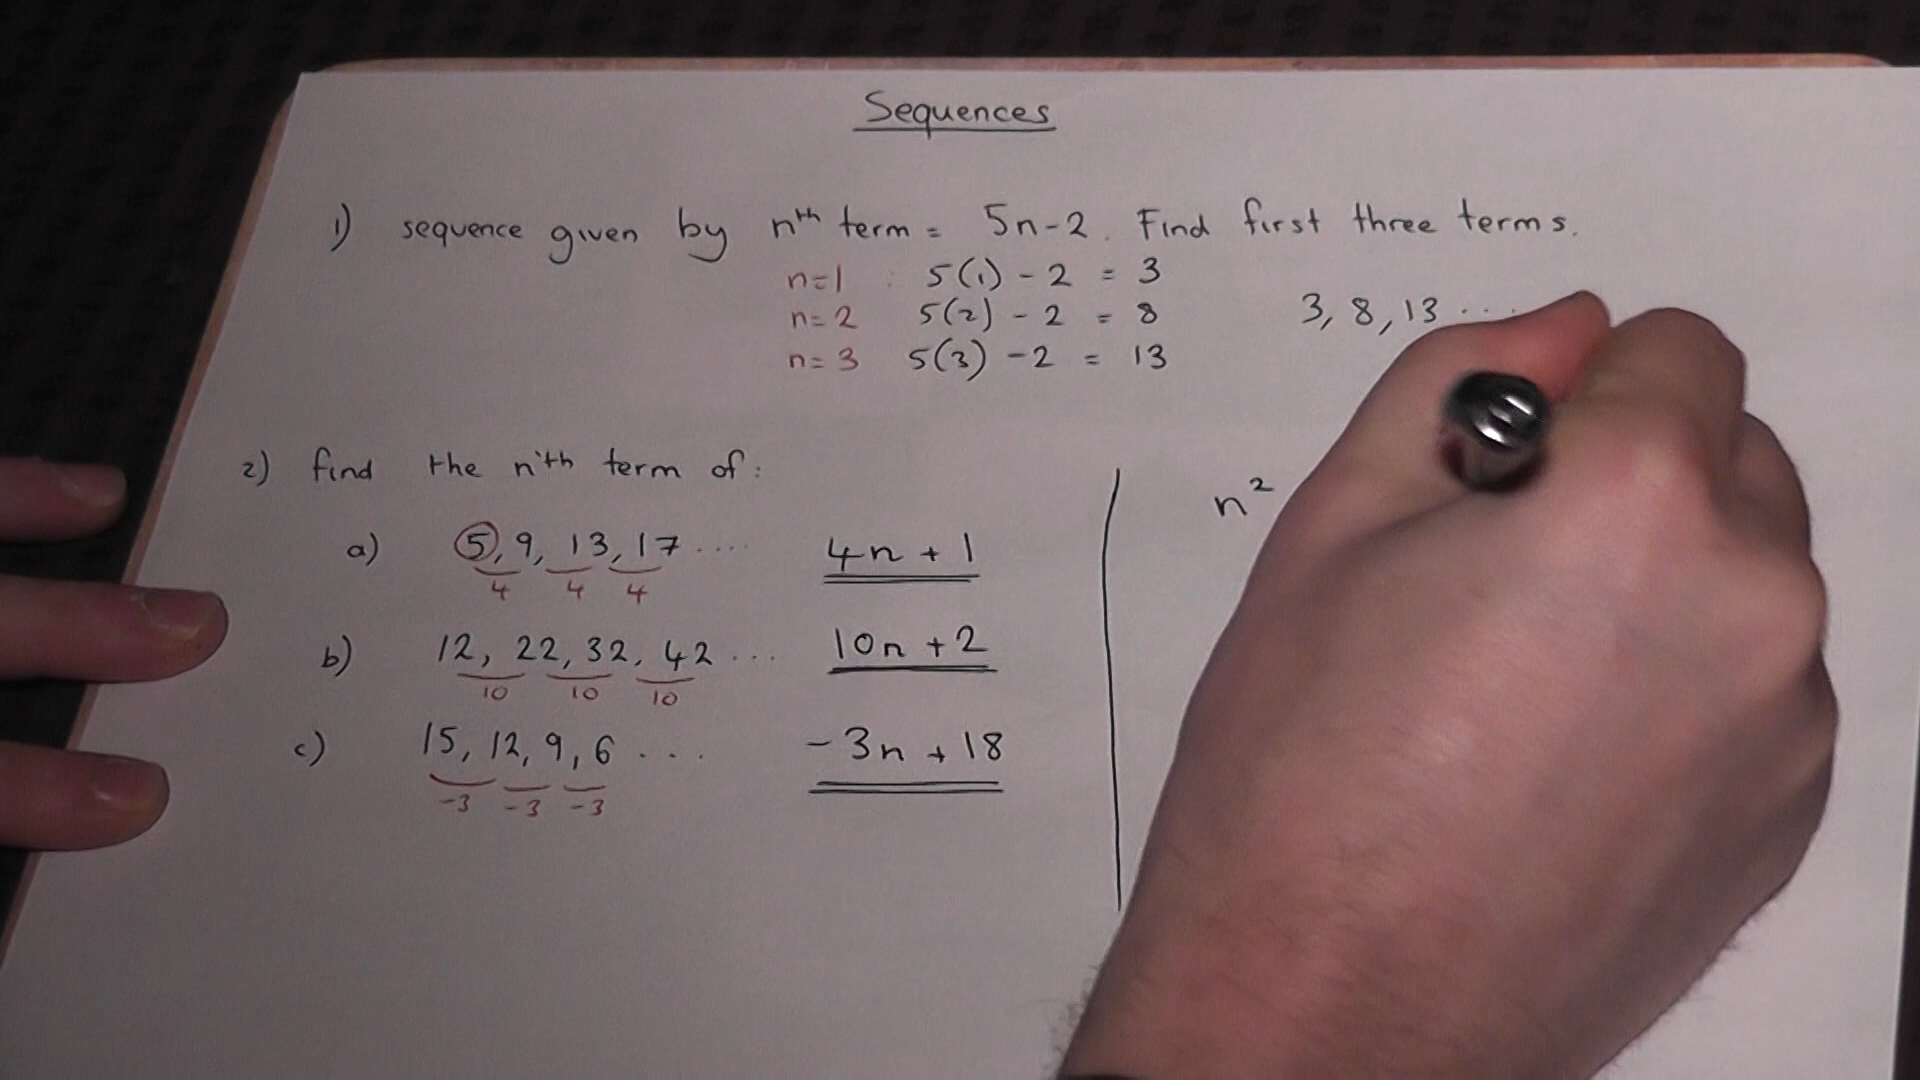 Sequences
1) sequence given by nth term = 5n-2. Find first three terms.
n=1 : 5(1) - 2 = 3
n=2 5(2) - 2 = 8
3, 8, 13 ....
n=3 5(3) - 2 = 13
2) find the n'th term of:
a) 5, 9, 13, 17 .... 4n + 1
4 4 4
b) 12, 22, 32, 42 ... 10n + 2
10 10 10
c) 15, 12, 9, 6 ... -3n + 18
-3 -3 -3
n²